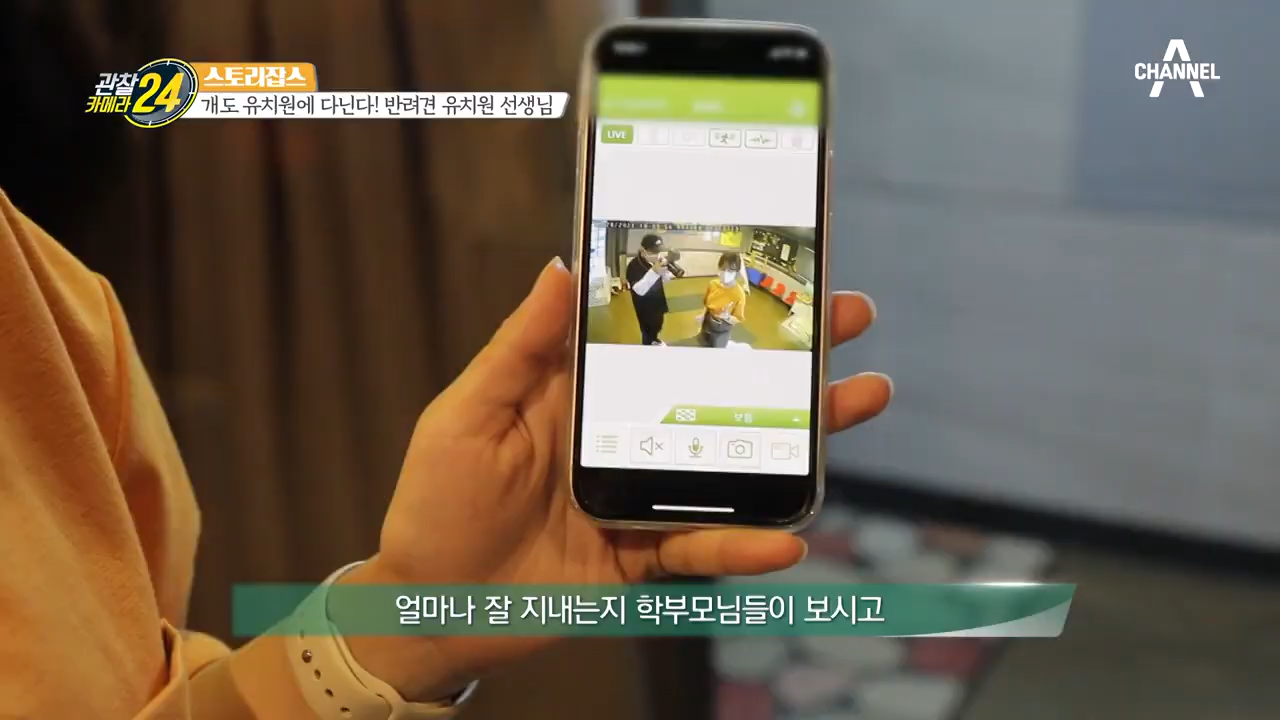 관찰
카메라
24
스토리잡스
개도 유치원에 다닌다! 반려견 유치원 선생님
CHANNEL A
LIVE
보통
얼마나 잘 지내는지 학부모님들이 보시고